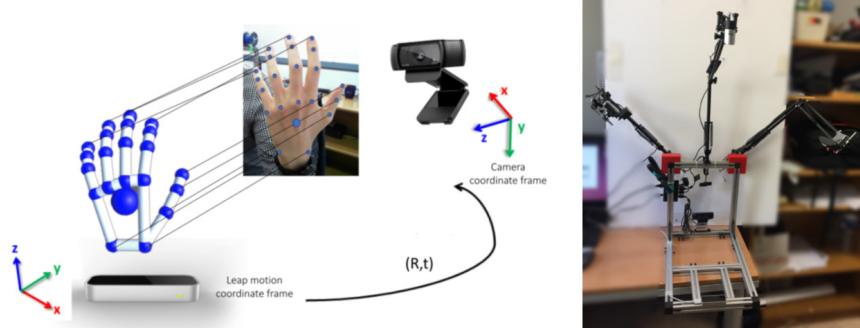 x
y
z
Camera
coordinate frame
z
y
x
Leap motion
coordinate frame
(R,t)